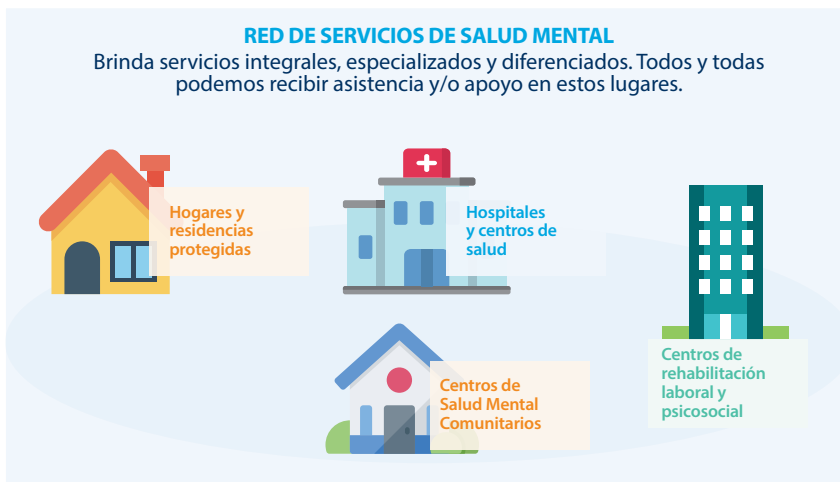 RED DE SERVICIOS DE SALUD MENTAL
Brinda servicios integrales, especializados y diferenciados. Todos y todas
podemos recibir asistencia y/o apoyo en estos lugares.
Hogares y
residencias
protegidas
Hospitales
y centros de
salud
Centros de
rehabilitación
laboral y
psicosocial
Centros de
Salud Mental
Comunitarios